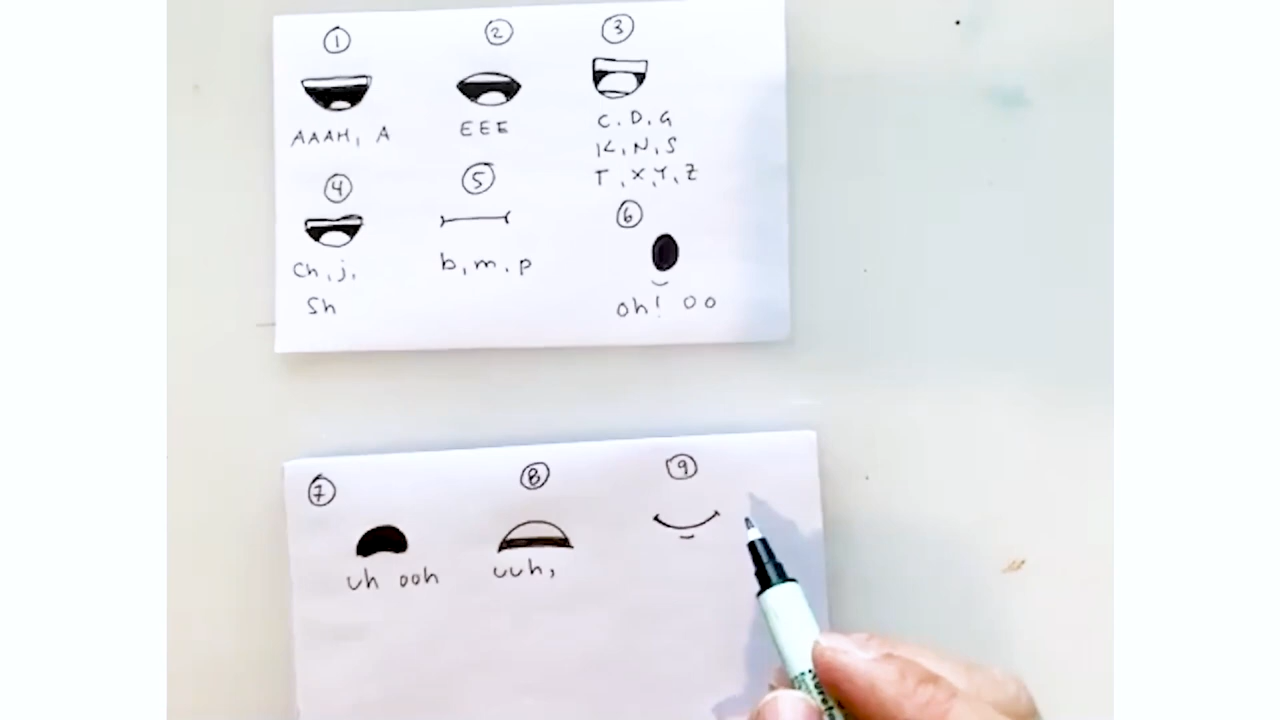 1 2 3
AAAH, A EEE C, D, G
K, N, S
T, X, Y, Z
4 5 6
Ch, j, b, m, p
Sh oh! oo
7 8 9
uh ooh uuh,